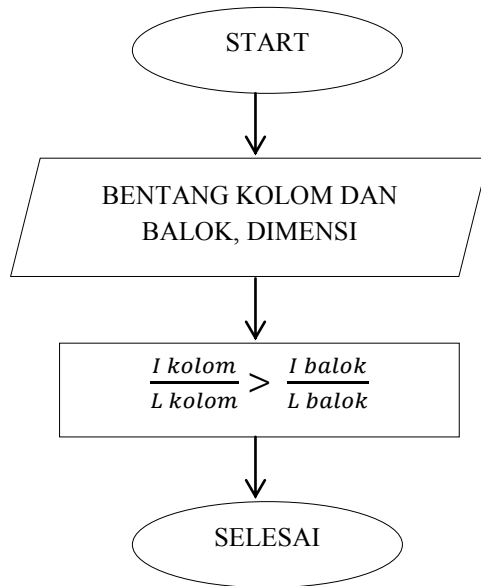 START
BENTANG KOLOM DAN
BALOK, DIMENSI
I kolom / L kolom > I balok / L balok
SELESAI